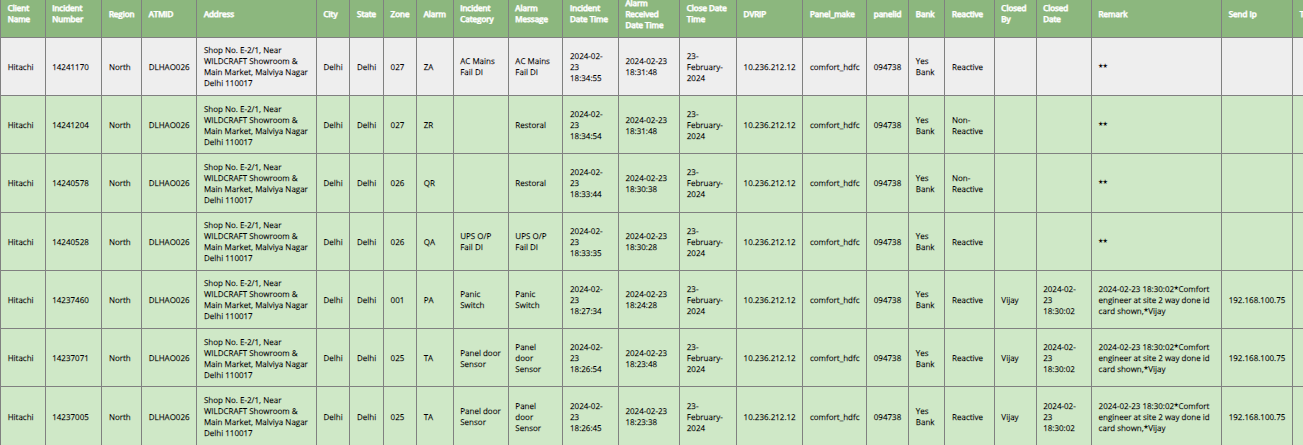 Client Name Incident Number Region ATMID Address City State Zone Alarm Incident Category Alarm Message Incident Date Time Alarm Received Date Time Close Date Time DVRIP Panel_make panelid Bank Reactive Closed By Closed Date Remark Send Ip
Hitachi 14241170 North DLHAO026 Shop No. E-2/1, Near WILDCRAFT Showroom & Main Market, Malviya Nagar Delhi 110017 Delhi Delhi 027 ZA AC Mains Fail DI AC Mains Fail DI 2024-02-23 18:34:55 2024-02-23 18:31:48 23-February-2024 10.236.212.12 comfort_hdfc 094738 Yes Bank Reactive **
Hitachi 14241204 North DLHAO026 Shop No. E-2/1, Near WILDCRAFT Showroom & Main Market, Malviya Nagar Delhi 110017 Delhi Delhi 027 ZR Restoral 2024-02-23 18:34:54 2024-02-23 18:31:48 23-February-2024 10.236.212.12 comfort_hdfc 094738 Yes Bank Non-Reactive **
Hitachi 14240578 North DLHAO026 Shop No. E-2/1, Near WILDCRAFT Showroom & Main Market, Malviya Nagar Delhi 110017 Delhi Delhi 026 QR Restoral 2024-02-23 18:33:44 2024-02-23 18:30:38 23-February-2024 10.236.212.12 comfort_hdfc 094738 Yes Bank Non-Reactive **
Hitachi 14240528 North DLHAO026 Shop No. E-2/1, Near WILDCRAFT Showroom & Main Market, Malviya Nagar Delhi 110017 Delhi Delhi 026 QA UPS O/P Fail DI UPS O/P Fail DI 2024-02-23 18:33:35 2024-02-23 18:30:28 23-February-2024 10.236.212.12 comfort_hdfc 094738 Yes Bank Reactive **
Hitachi 14237460 North DLHAO026 Shop No. E-2/1, Near WILDCRAFT Showroom & Main Market, Malviya Nagar Delhi 110017 Delhi Delhi 001 PA Panic Switch Panic Switch 2024-02-23 18:27:34 2024-02-23 18:24:28 23-February-2024 10.236.212.12 comfort_hdfc 094738 Yes Bank Reactive Vijay 2024-02-23 18:30:02 2024-02-23 18:30:02*Comfort engineer at site 2 way done id card shown,*Vijay 192.168.100.75
Hitachi 14237071 North DLHAO026 Shop No. E-2/1, Near WILDCRAFT Showroom & Main Market, Malviya Nagar Delhi 110017 Delhi Delhi 025 TA Panel door Sensor Panel door Sensor 2024-02-23 18:26:54 2024-02-23 18:23:48 23-February-2024 10.236.212.12 comfort_hdfc 094738 Yes Bank Reactive Vijay 2024-02-23 18:30:02 2024-02-23 18:30:02*Comfort engineer at site 2 way done id card shown,*Vijay 192.168.100.75
Hitachi 14237005 North DLHAO026 Shop No. E-2/1, Near WILDCRAFT Showroom & Main Market, Malviya Nagar Delhi 110017 Delhi Delhi 025 TA Panel door Sensor Panel door Sensor 2024-02-23 18:26:45 2024-02-23 18:23:38 23-February-2024 10.236.212.12 comfort_hdfc 094738 Yes Bank Reactive Vijay 2024-02-23 18:30:02 2024-02-23 18:30:02*Comfort engineer at site 2 way done id card shown,*Vijay 192.168.100.75